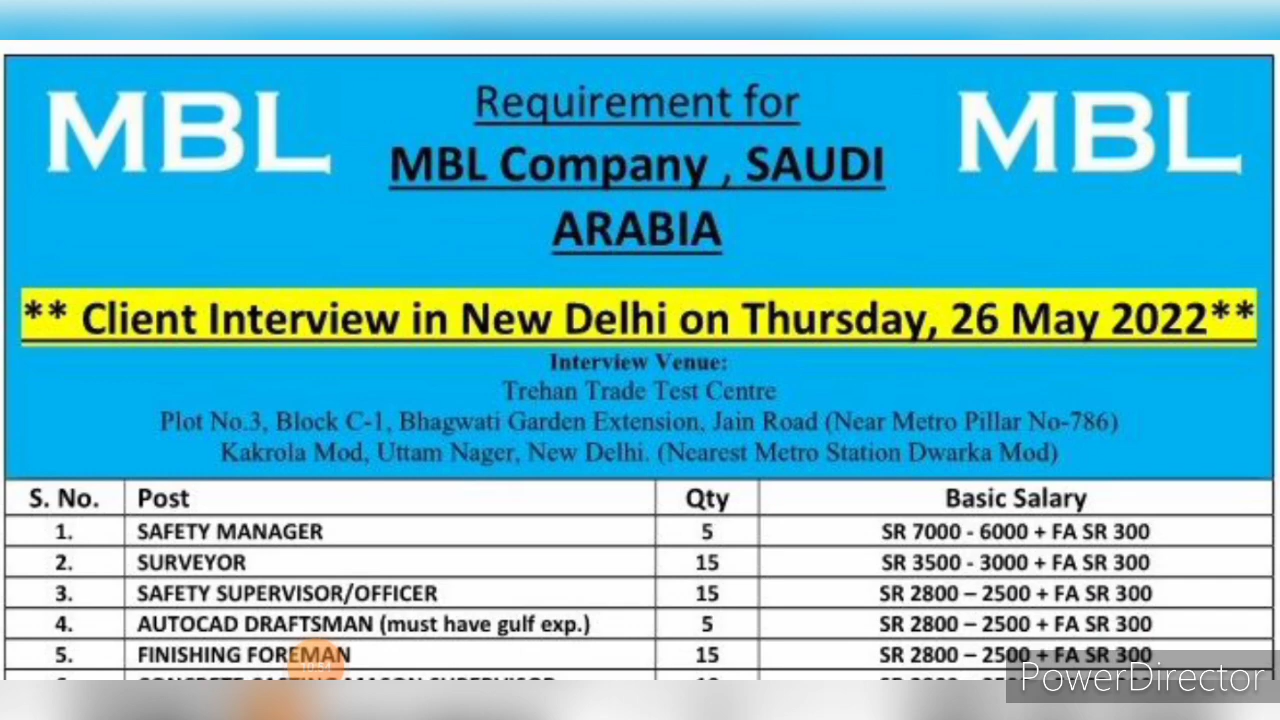 MBL
Requirement for
MBL
MBL Company , SAUDI
ARABIA
** Client Interview in New Delhi on Thursday, 26 May 2022**
Interview Venue:
Trehan Trade Test Centre
Plot No.3, Block C-1, Bhagwati Garden Extension, Jain Road (Near Metro Pillar No-786)
Kakrola Mod, Uttam Nager, New Delhi. (Nearest Metro Station Dwarka Mod)
S. No. Post Qty Basic Salary
1. SAFETY MANAGER 5 SR 7000 - 6000 + FA SR 300
2. SURVEYOR 15 SR 3500 - 3000 + FA SR 300
3. SAFETY SUPERVISOR/OFFICER 15 SR 2800 – 2500 + FA SR 300
4. AUTOCAD DRAFTSMAN (must have gulf exp.) 5 SR 2800 – 2500 + FA SR 300
5. FINISHING FOREMAN 15 SR 2800 – 2500 + FA SR 300
PowerDirector